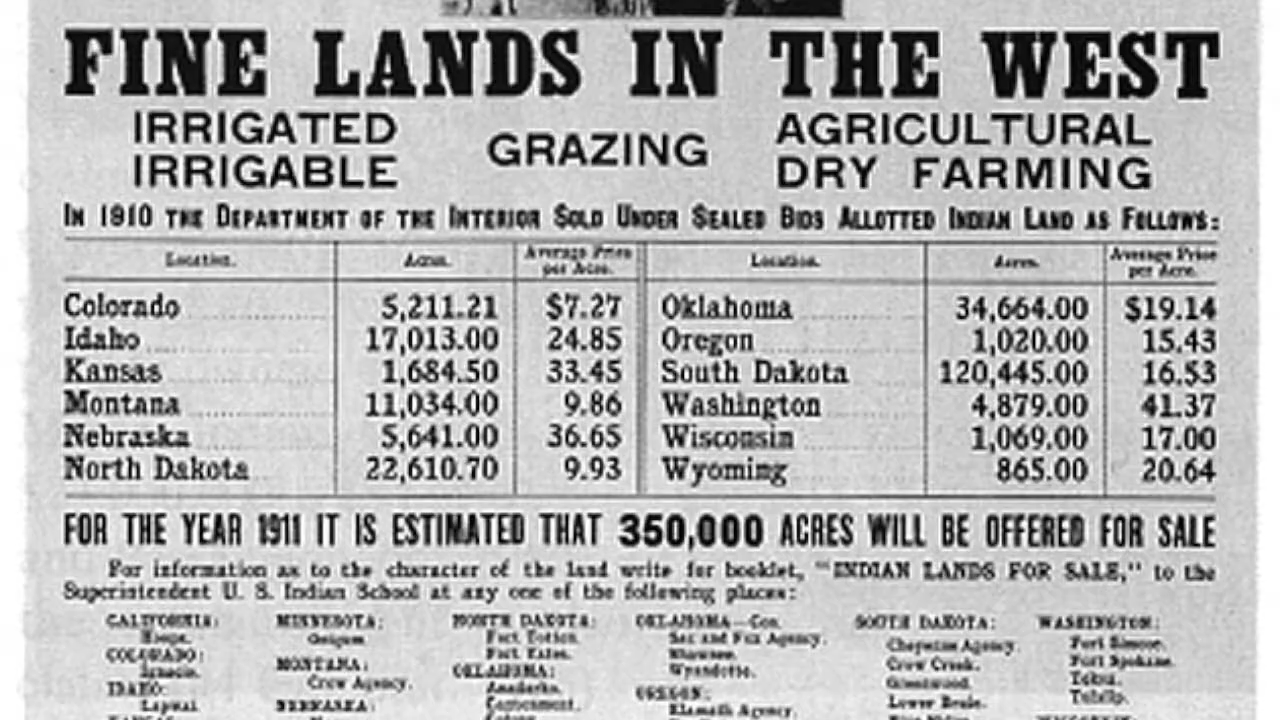 FINE LANDS IN THE WEST
IRRIGATED
IRRIGABLE
GRAZING
AGRICULTURAL
DRY FARMING
IN 1910 THE DEPARTMENT OF THE INTERIOR SOLD UNDER SEALED BIDS ALLOTTED INDIAN LAND AS FOLLOWS:
Location. Acres. Average Price per Acre. Location. Acres. Average Price per Acre.
Colorado 5,211.21 $7.27 Oklahoma 34,664.00 $19.14
Idaho 17,013.00 24.85 Oregon 1,020.00 15.43
Kansas 1,684.50 33.45 South Dakota 120,445.00 16.53
Montana 11,034.00 9.86 Washington 4,879.00 41.37
Nebraska 5,641.00 36.65 Wisconsin 1,069.00 17.00
North Dakota 22,610.70 9.93 Wyoming 865.00 20.64
FOR THE YEAR 1911 IT IS ESTIMATED THAT 350,000 ACRES WILL BE OFFERED FOR SALE
For information as to the character of the land write for booklet, "INDIAN LANDS FOR SALE," to the
Superintendent U. S. Indian School at any one of the following places:
CALIFORNIA:
Hoopa.
COLORADO:
Ignacio.
IDAHO:
Lapwai.
MINNESOTA:
Onigum.
MONTANA:
Crow Agency.
NEBRASKA:
NORTH DAKOTA:
Fort Totten.
Fort Yates.
OKLAHOMA:
Anadarko.
Cantonment.
OKLAHOMA—Con.
Sac and Fox Agency.
Shawnee.
Wyandotte.
OREGON:
Klamath Agency.
SOUTH DAKOTA:
Cheyenne Agency.
Crow Creek.
Greenwood.
Lower Brule.
WASHINGTON:
Fort Simcoe.
Fort Spokane.
Tekoa.
Tulalip.